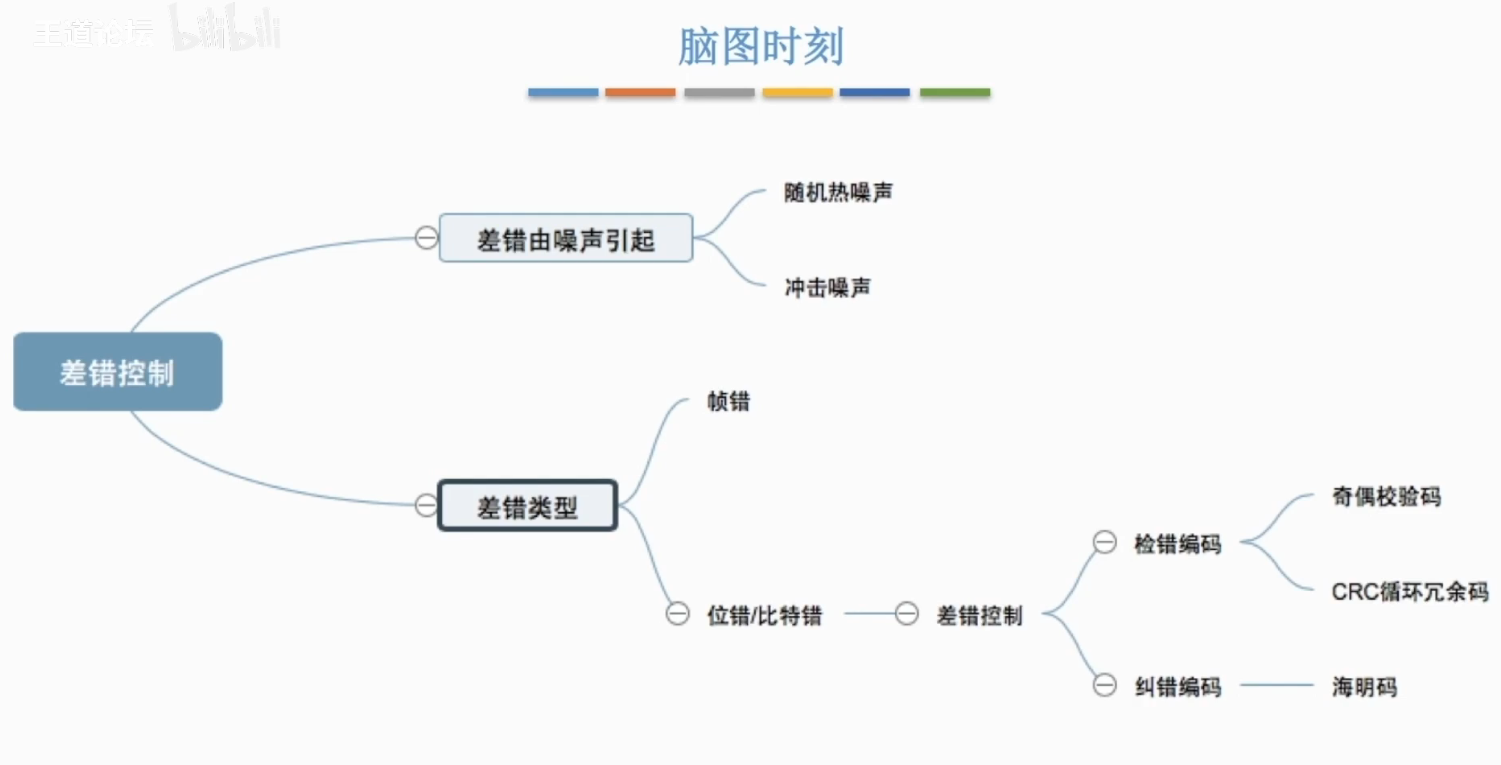 王道论坛 bilibili
脑图时刻
随机热噪声
差错由噪声引起
冲击噪声
差错控制
帧错
差错类型
奇偶校验码
检错编码
CRC循环冗余码
位错/比特错
差错控制
纠错编码
海明码